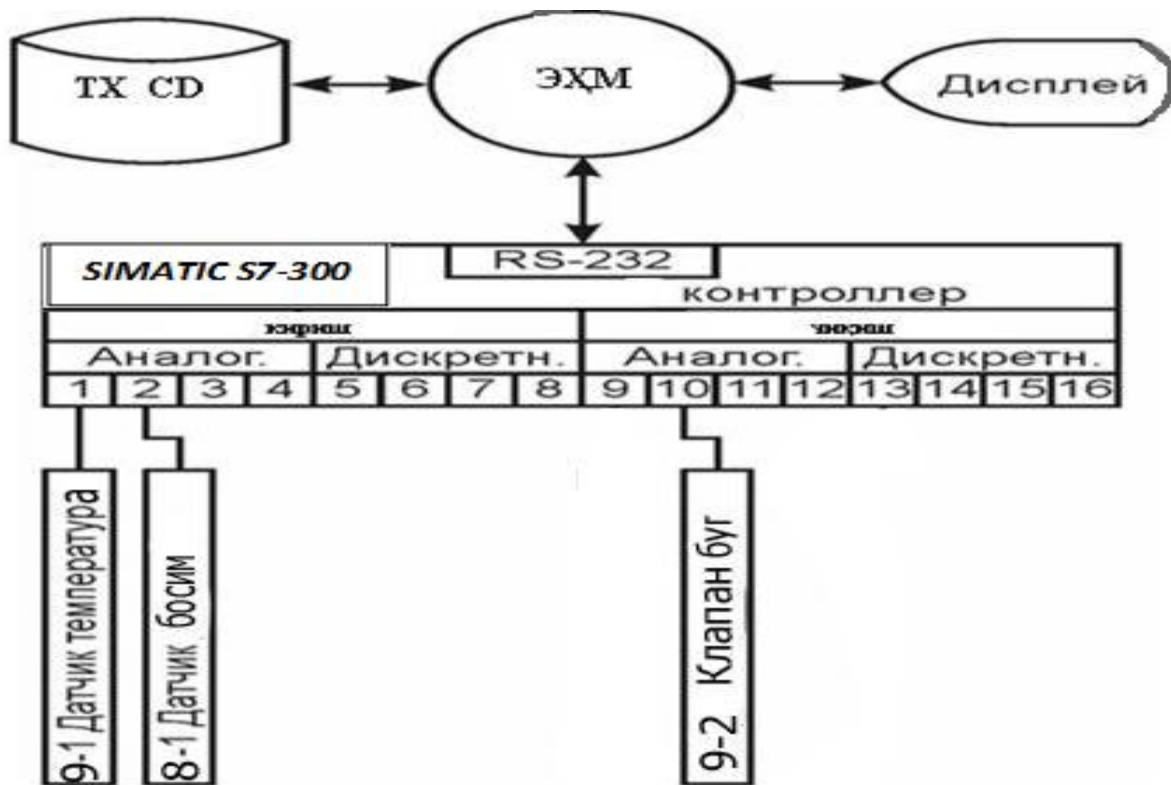 TX CD
ЭҲМ
Дисплей
SIMATIC S7-300
RS-232
контроллер
Аналог. Дискретн. Аналог. Дискретн.
1 2 3 4 5 6 7 8 9 10 11 12 13 14 15 16
9-1 Датчик температура
8-1 Датчик босим
9-2 Клапан буг